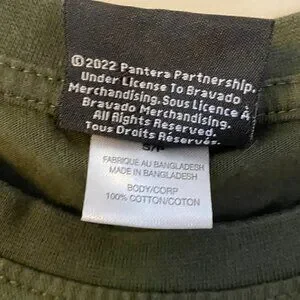 ©2022 Pantera Partnership.
Under License To Bravado
Merchandising. Sous Licence À
Bravado Merchandising.
All Rights Reserved.
Tous Droits Réservés.
S/P
FABRIQUE AU BANGLADESH
MADE IN BANGLADESH
BODY/CORP
100% COTTON/COTON